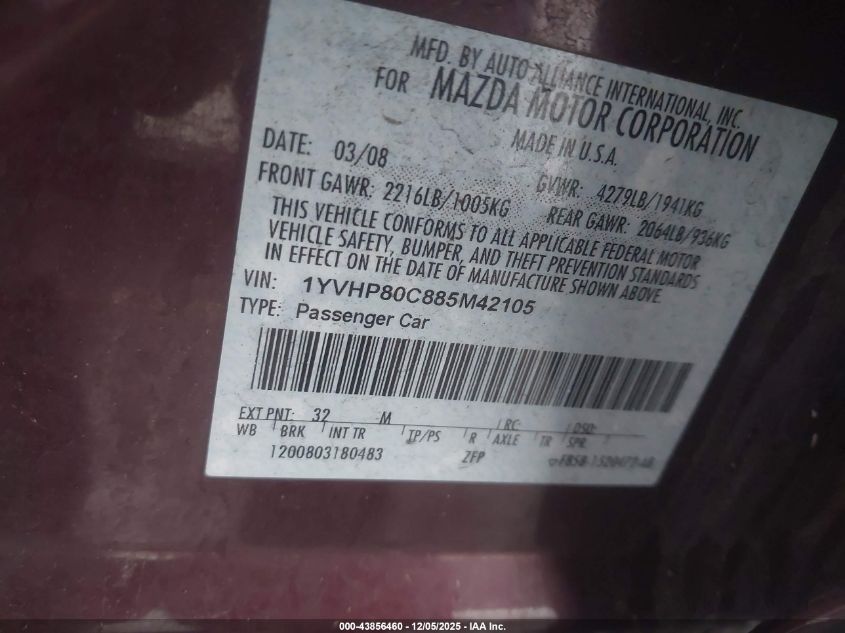 MFD. BY AUTO ALLIANCE INTERNATIONAL, INC.
FOR MAZDA MOTOR CORPORATION
MADE IN U.S.A.
DATE: 03/08
GVWR: 4279LB/1941KG
FRONT GAWR: 2216LB/1005KG
REAR GAWR: 2064LB/936KG
THIS VEHICLE CONFORMS TO ALL APPLICABLE FEDERAL MOTOR
VEHICLE SAFETY, BUMPER, AND THEFT PREVENTION STANDARDS
IN EFFECT ON THE DATE OF MANUFACTURE SHOWN ABOVE
VIN: 1YVHP80C885M42105
TYPE: Passenger Car
EXT PNT: 32 M RC: DSO:
WB BRK INT TR TP/PS R AXLE TR SPR
1200803180483 ZFP
000-43856460 - 12/05/2025 - IAA Inc.